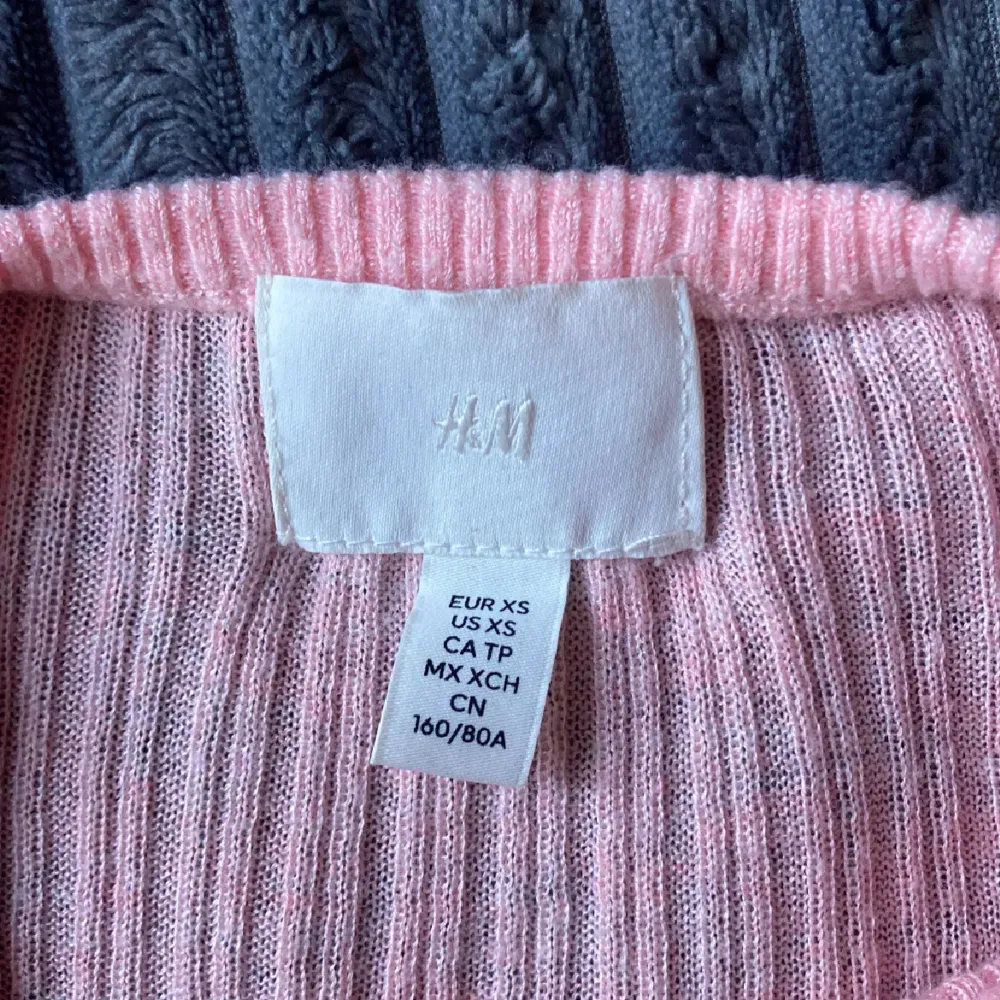 H&M
EUR XS
US XS
CA TP
MX XCH
CN
160/80A